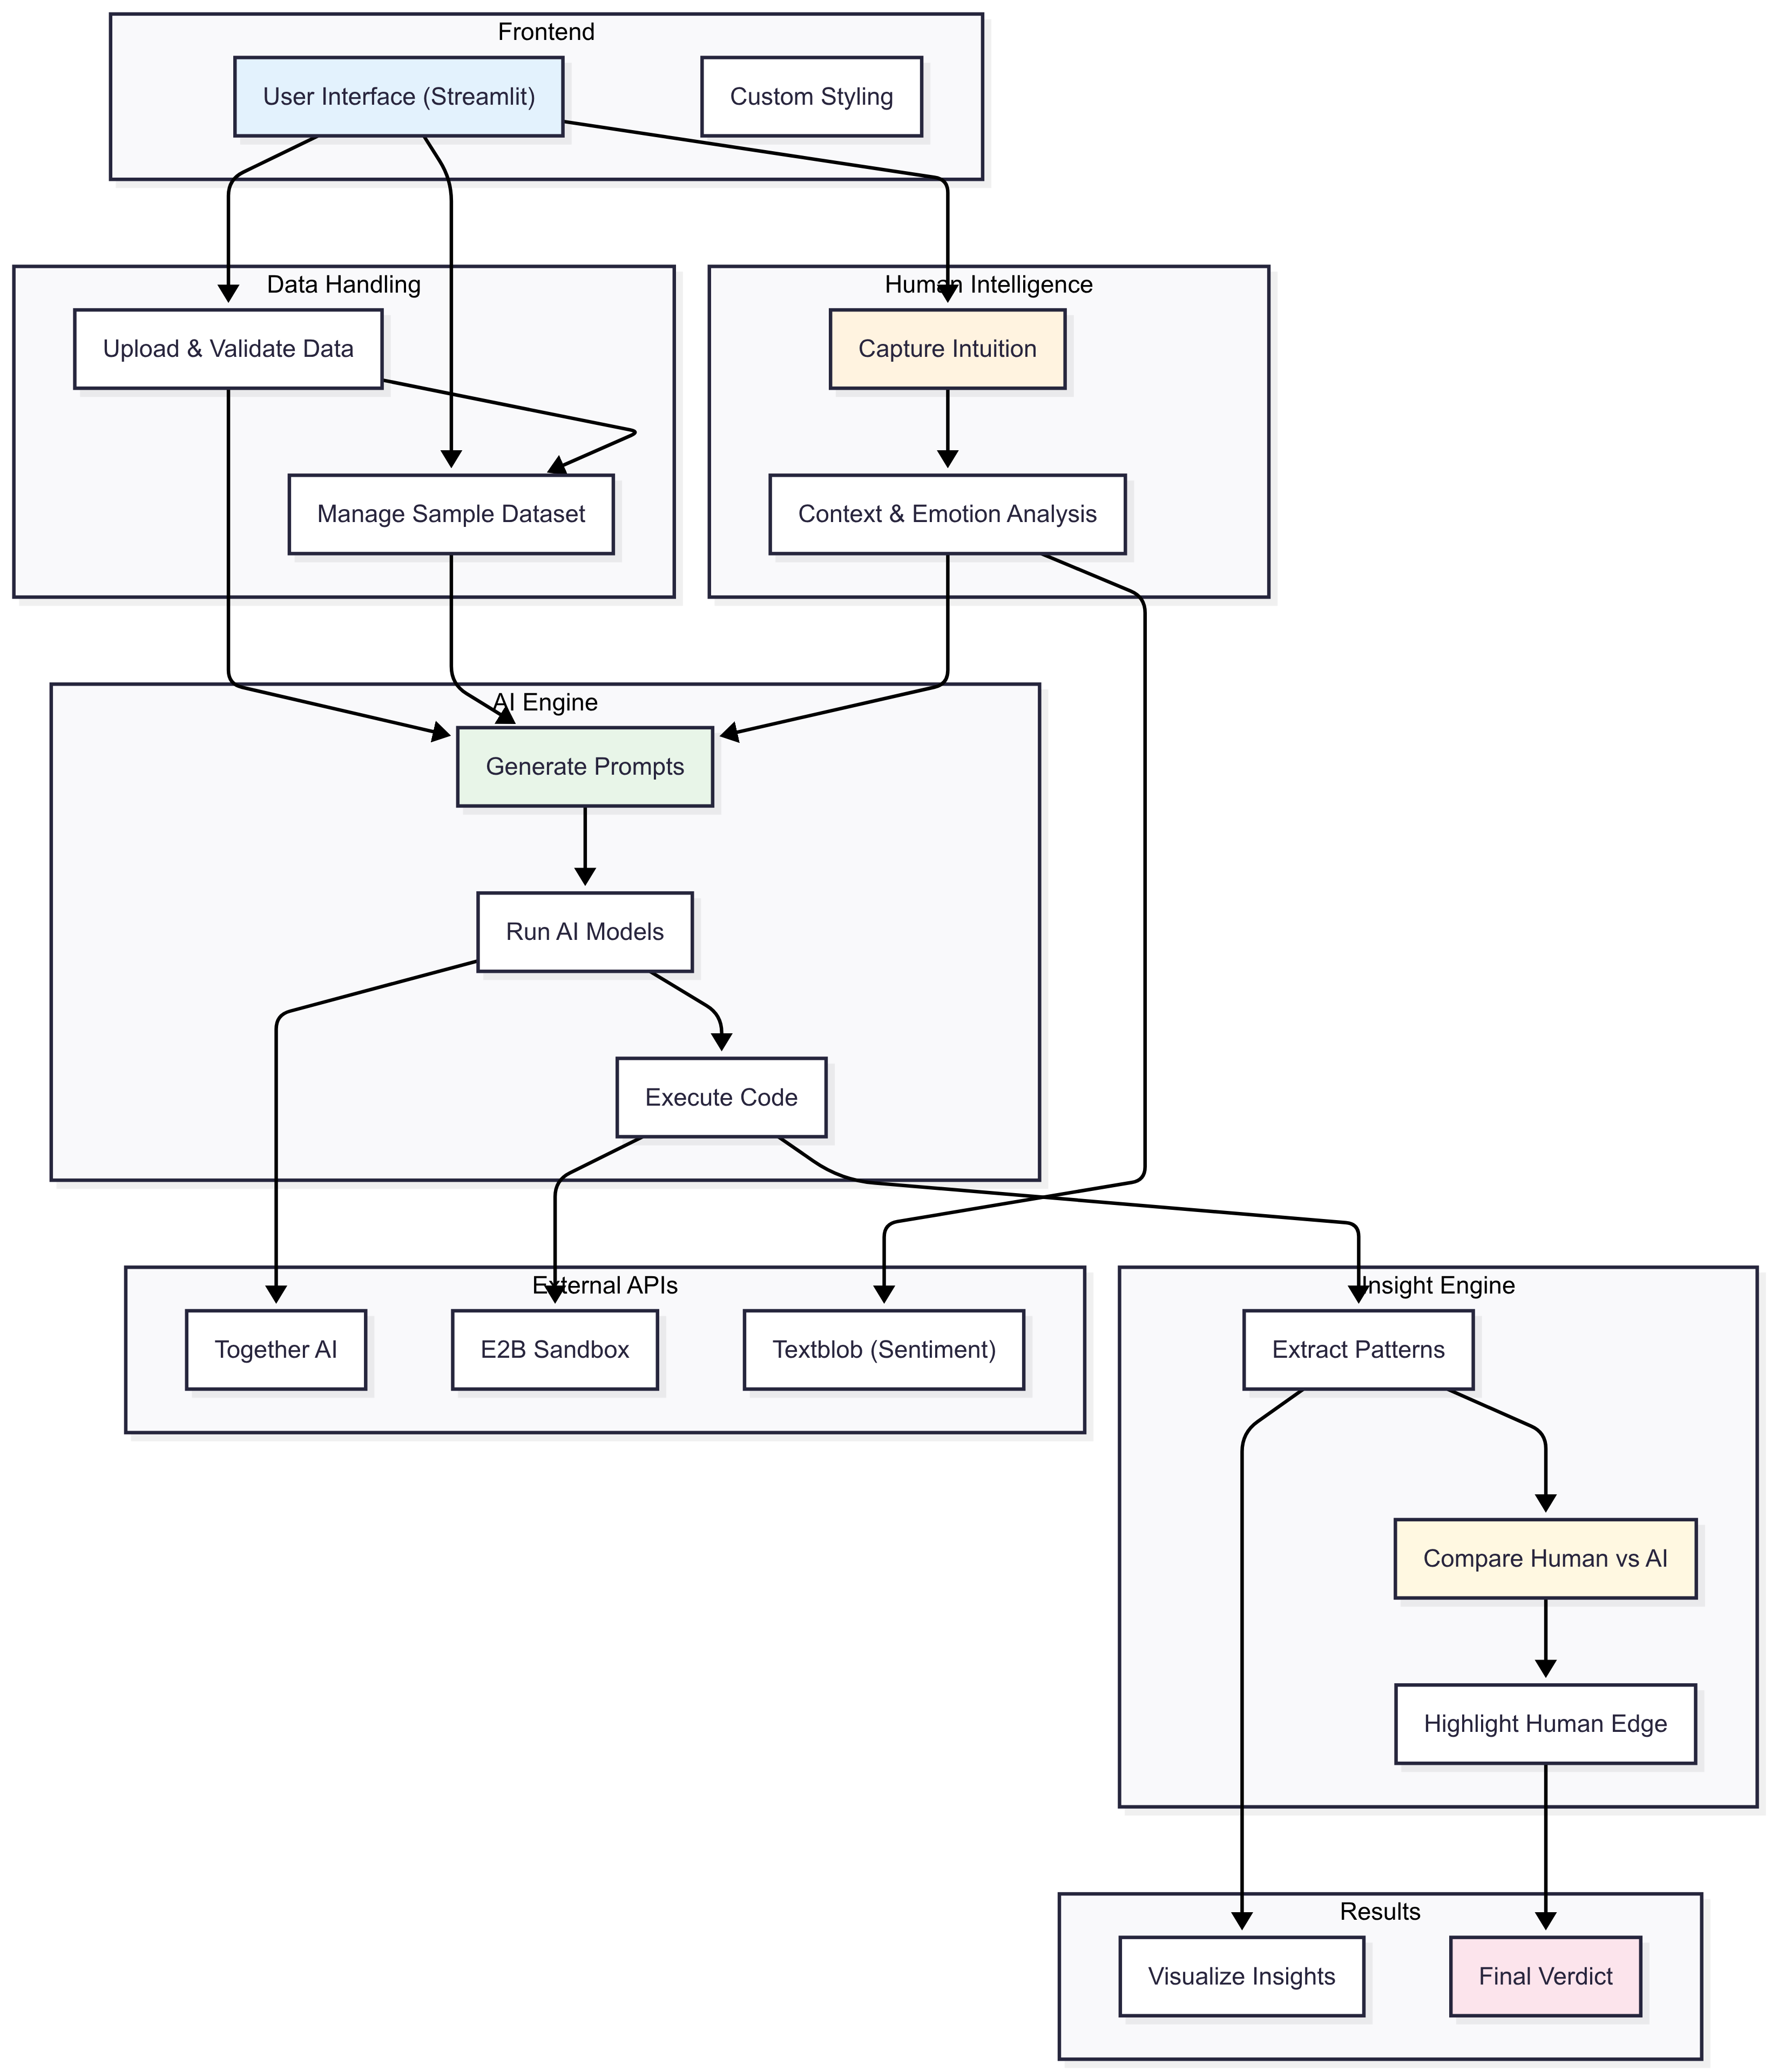 Frontend
User Interface (Streamlit)
Custom Styling
Data Handling
Human Intelligence
Upload & Validate Data
Capture Intuition
Manage Sample Dataset
Context & Emotion Analysis
AI Engine
Generate Prompts
Run AI Models
Execute Code
External APIs
Insight Engine
Together AI
E2B Sandbox
Textblob (Sentiment)
Extract Patterns
Compare Human vs AI
Highlight Human Edge
Results
Visualize Insights
Final Verdict